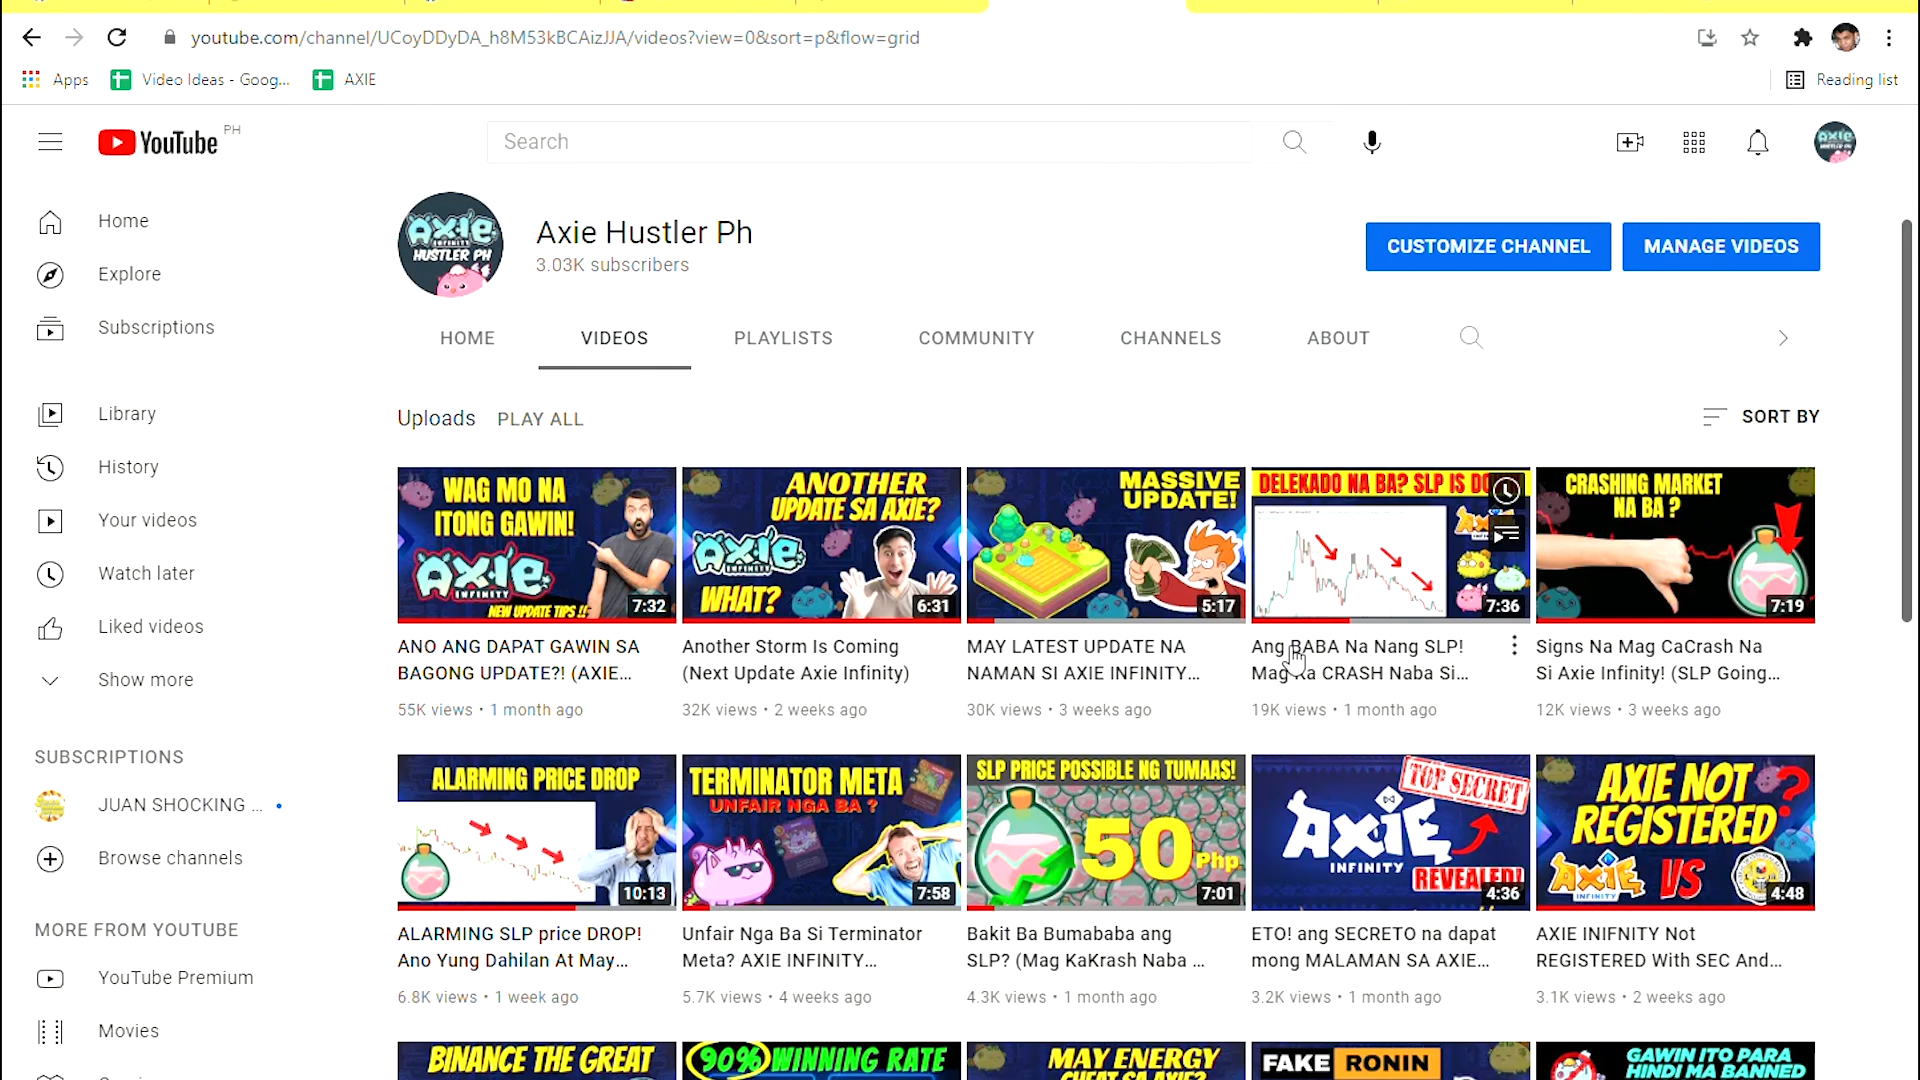 youtube.com/channel/UCoyDDyDA_h8M53kBCAizJJA/videos?view=0&sort=p&flow=grid
Apps
Video Ideas - Goog...
AXIE
Reading list
YouTube PH
Search
Home
Explore
Subscriptions
Library
History
Your videos
Watch later
Liked videos
Show more
SUBSCRIPTIONS
JUAN SHOCKING ...
Browse channels
MORE FROM YOUTUBE
YouTube Premium
Movies
AXIE
INFINITY
HUSTLER PH
Axie Hustler Ph
3.03K subscribers
CUSTOMIZE CHANNEL
MANAGE VIDEOS
HOME
VIDEOS
PLAYLISTS
COMMUNITY
CHANNELS
ABOUT
Uploads
PLAY ALL
SORT BY
WAG MO NA
ITONG GAWIN!
AXIE
INFINITY
NEW UPDATE TIPS !!
7:32
ANO ANG DAPAT GAWIN SA
BAGONG UPDATE?! (AXIE...
55K views • 1 month ago
ANOTHER
UPDATE SA AXIE?
AXIE
WHAT?
6:31
Another Storm Is Coming
(Next Update Axie Infinity)
32K views • 2 weeks ago
MASSIVE
UPDATE!
5:17
MAY LATEST UPDATE NA
NAMAN SI AXIE INFINITY...
30K views • 3 weeks ago
DELEKADO NA BA? SLP IS
7:36
Ang BABA Na Nang SLP!
Mag Ka CRASH Naba Si...
19K views • 1 month ago
CRASHING MARKET
NA BA ?
7:19
Signs Na Mag CaCrash Na
Si Axie Infinity! (SLP Going...
12K views • 3 weeks ago
ALARMING PRICE DROP
10:13
ALARMING SLP price DROP!
Ano Yung Dahilan At May...
6.8K views • 1 week ago
TERMINATOR META
UNFAIR NGA BA ?
7:58
Unfair Nga Ba Si Terminator
Meta? AXIE INFINITY...
5.7K views • 4 weeks ago
SLP PRICE POSSIBLE NG TUMAAS!
50 Php
7:01
Bakit Ba Bumababa ang
SLP? (Mag KaKrash Naba ...
4.3K views • 1 month ago
TOP SECRET
AXIE
INFINITY
REVEALED!
4:36
ETO! ang SECRETO na dapat
mong MALAMAN SA AXIE...
3.2K views • 1 month ago
AXIE NOT
REGISTERED ?
AXIE
INFINITY
VS
4:48
AXIE INIFNITY Not
REGISTERED With SEC And...
3.1K views • 2 weeks ago
BINANCE THE GREAT
90% WINNING RATE
MAY ENERGY
CHEAT SA AXIE?
FAKE RONIN
GAWIN ITO PARA
HINDI MA BANNED